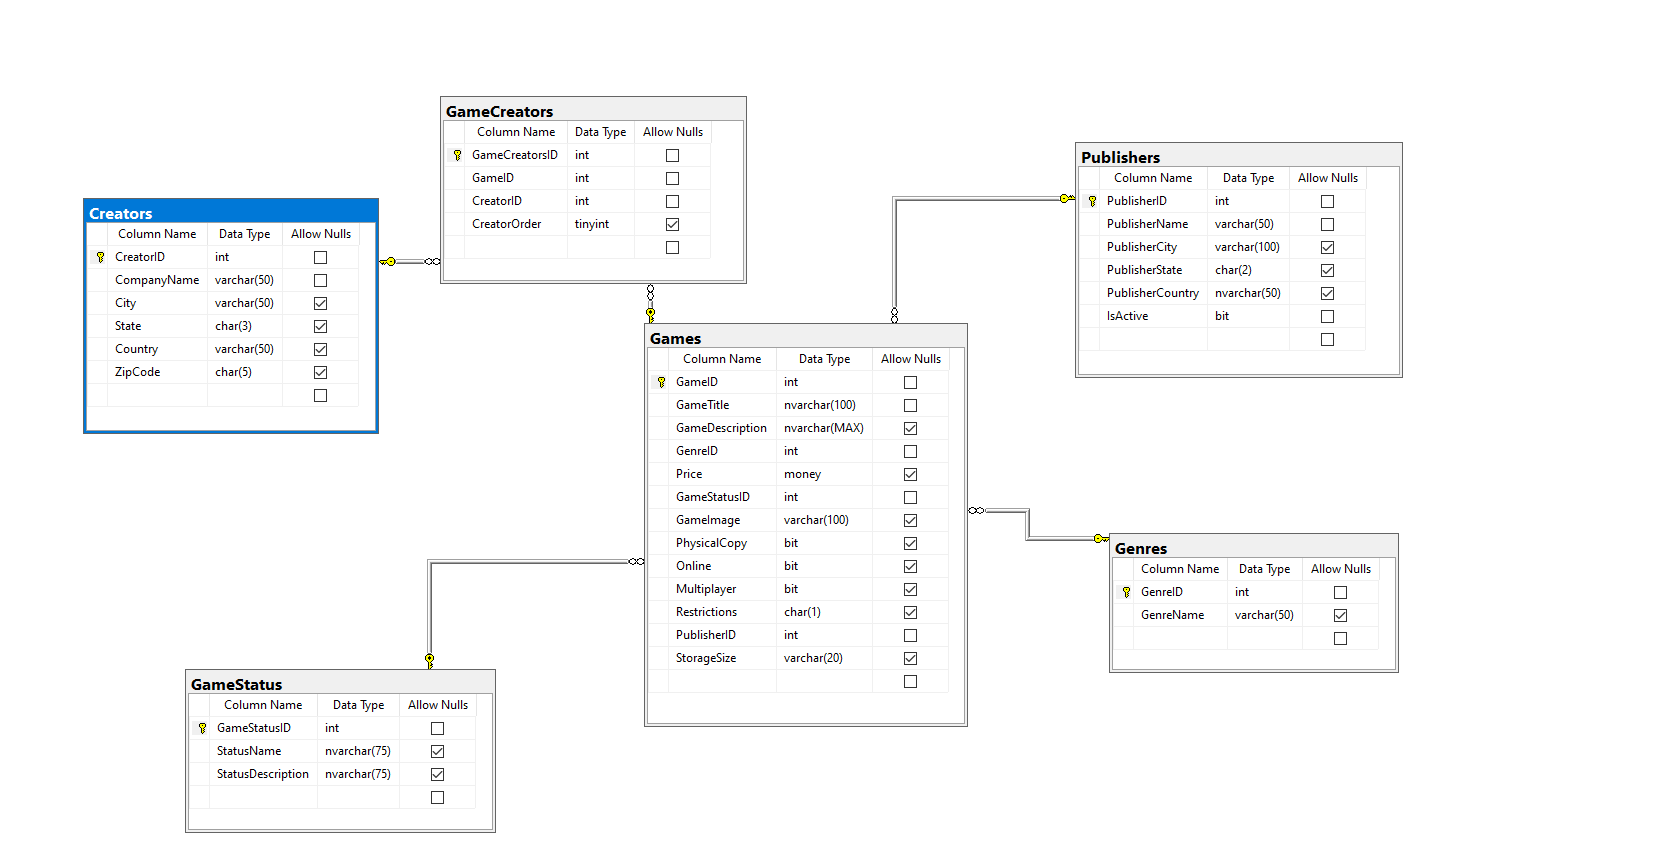 GameCreators
Column Name Data Type Allow Nulls
GameCreatorsID int
GameID int
CreatorID int
CreatorOrder tinyint
Publishers
Column Name Data Type Allow Nulls
PublisherID int
PublisherName varchar(50)
PublisherCity varchar(100)
PublisherState char(2)
PublisherCountry nvarchar(50)
IsActive bit
Creators
Column Name Data Type Allow Nulls
CreatorID int
CompanyName varchar(50)
City varchar(50)
State char(3)
Country varchar(50)
ZipCode char(5)
Games
Column Name Data Type Allow Nulls
GameID int
GameTitle nvarchar(100)
GameDescription nvarchar(MAX)
GenreID int
Price money
GameStatusID int
GameImage varchar(100)
PhysicalCopy bit
Online bit
Multiplayer bit
Restrictions char(1)
PublisherID int
StorageSize varchar(20)
Genres
Column Name Data Type Allow Nulls
GenreID int
GenreName varchar(50)
GameStatus
Column Name Data Type Allow Nulls
GameStatusID int
StatusName nvarchar(75)
StatusDescription nvarchar(75)